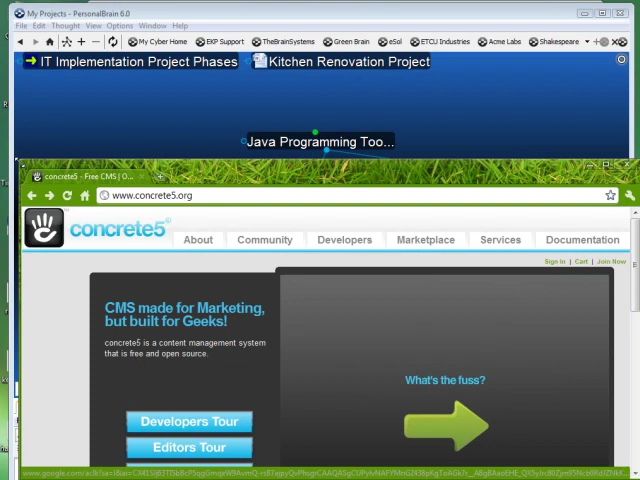 My Projects - PersonalBrain 6.0
File Edit Thought View Options Window Help
My Cyber Home EKP Support TheBrainSystems Green Brain eSol ETCU Industries Acme Labs Shakespeare
IT Implementation Project Phases Kitchen Renovation Project
Java Programming Too...
concrete5 - Free CMS | O...
www.concrete5.org
concrete5
About Community Developers Marketplace Services Documentation
Sign In | Cart | Join Now
CMS made for Marketing,
but built for Geeks!
concrete5 is a content management system
that is free and open source.
What's the fuss?
Developers Tour
Editors Tour